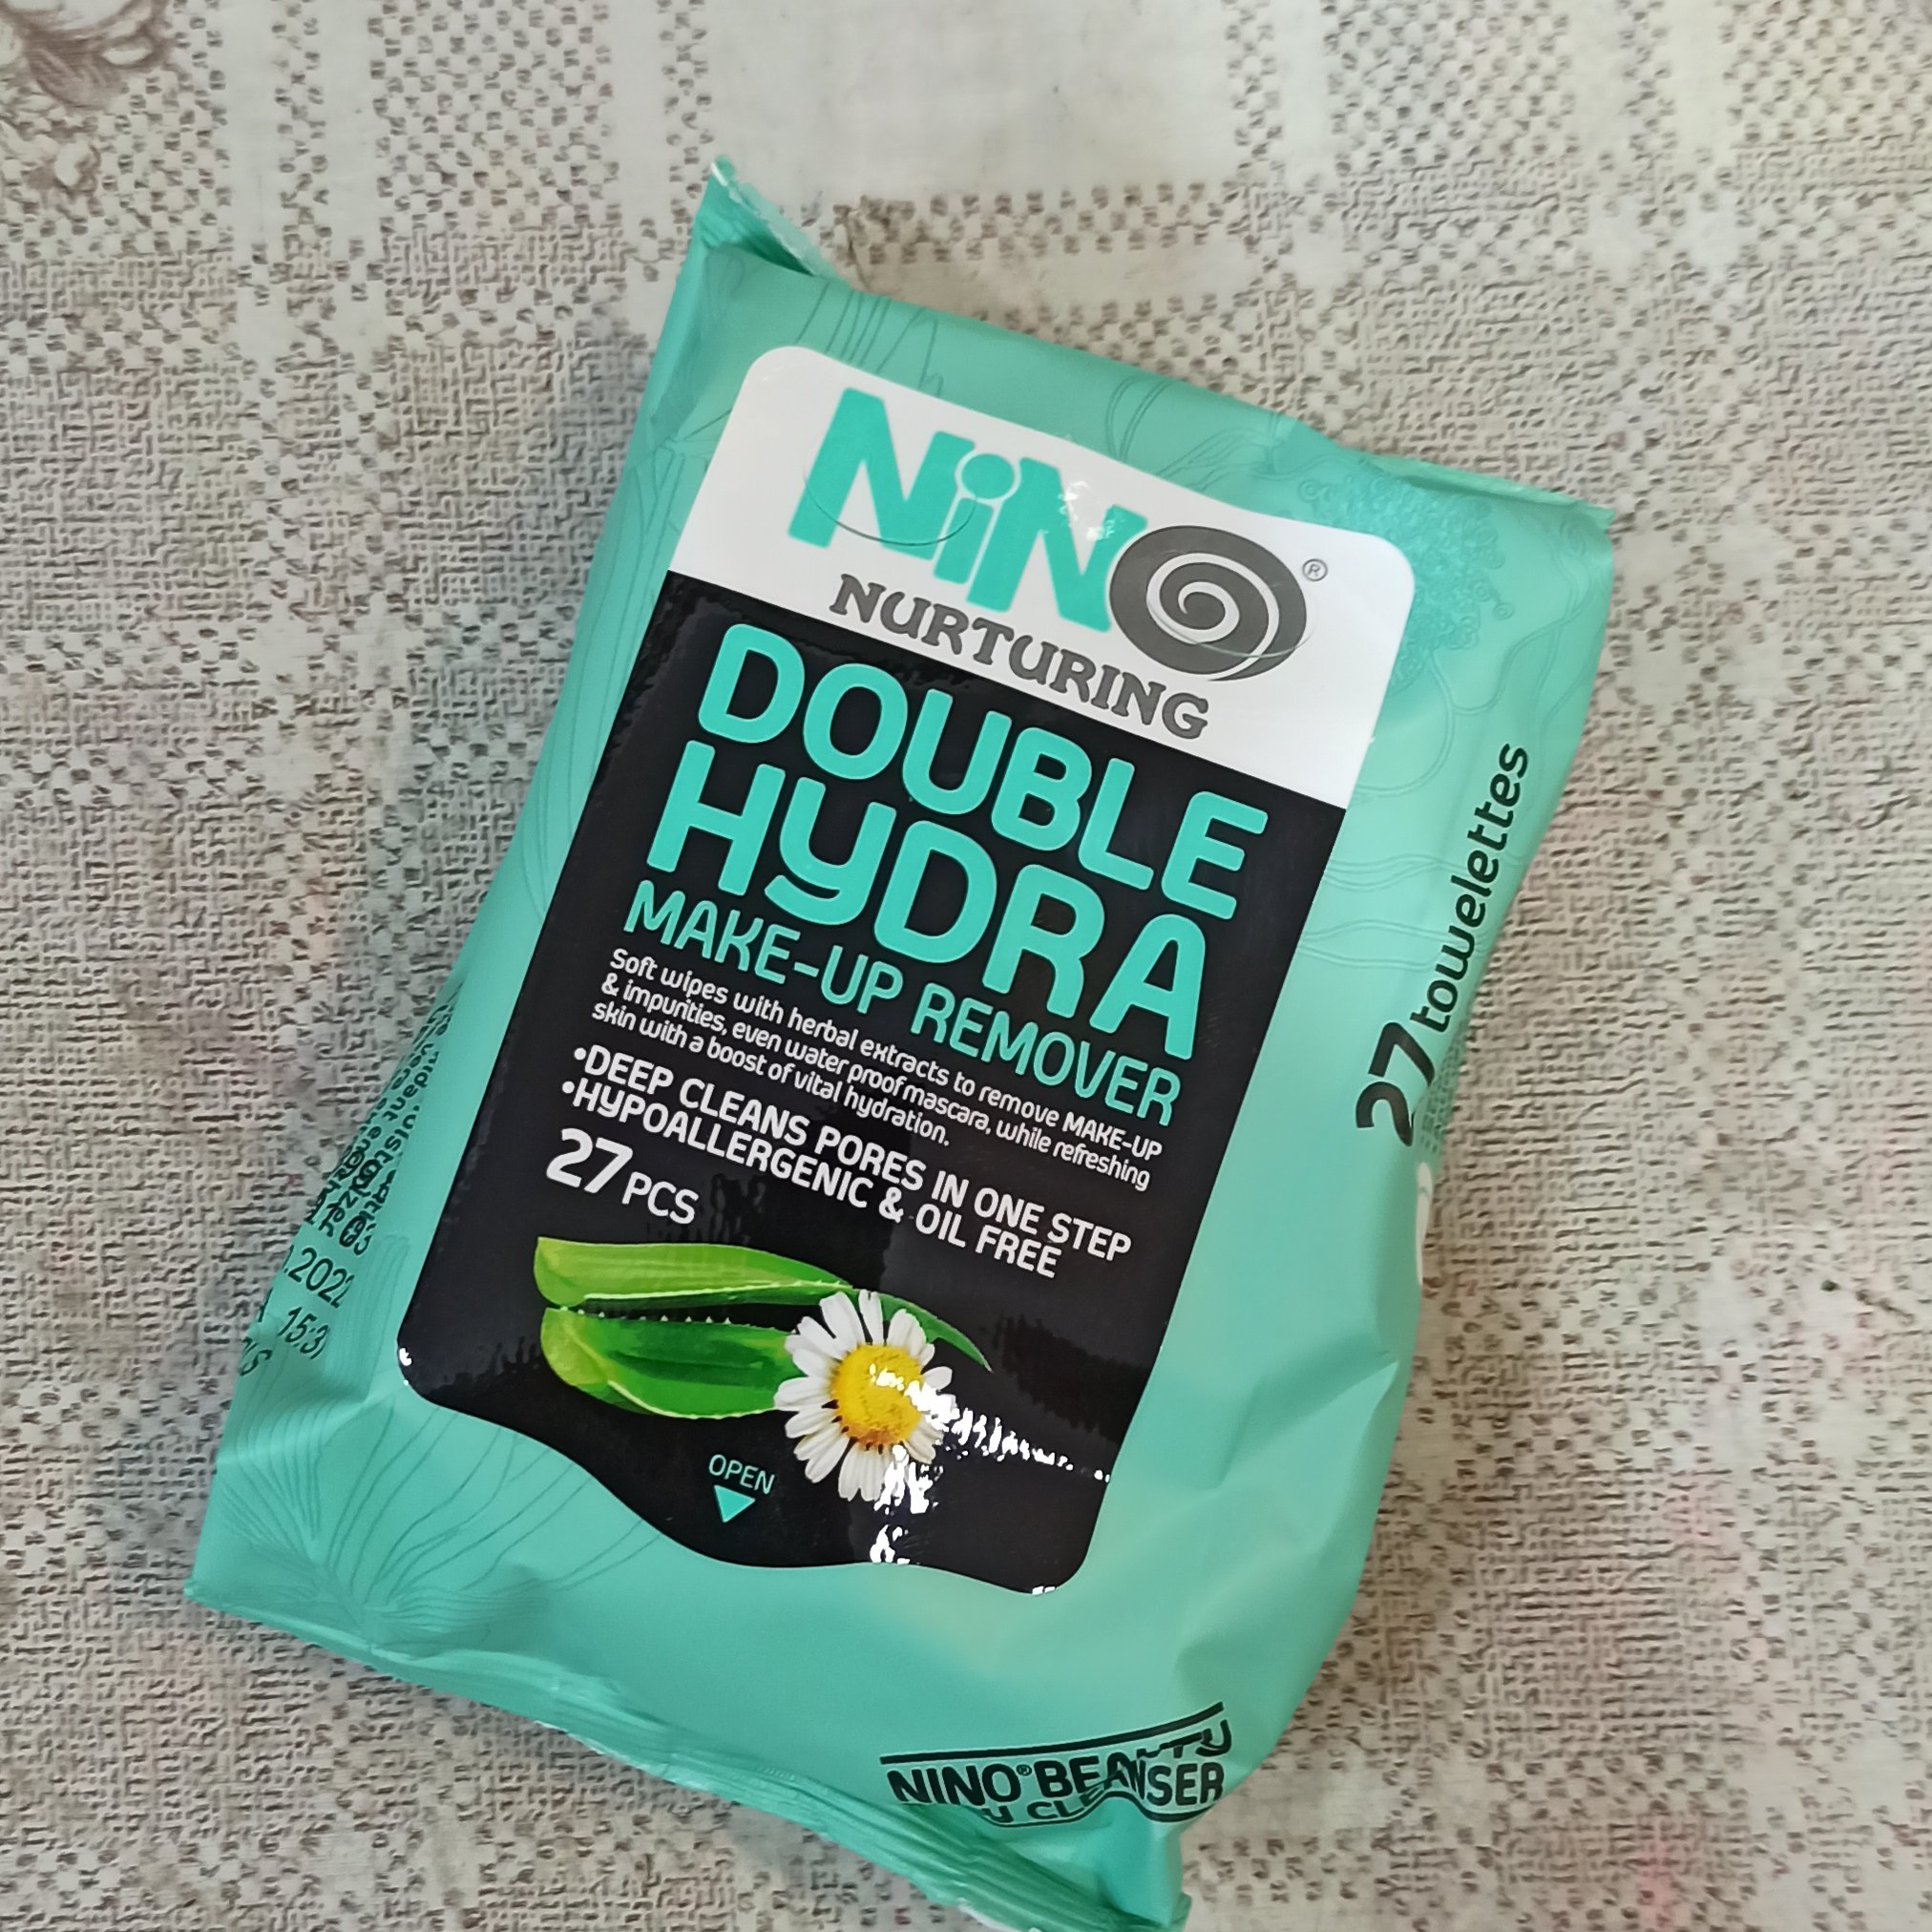 NiNO®
NURTURING
DOUBLE
HYDRA
MAKE-UP REMOVER
Soft wipes with herbal extracts to remove MAKE-UP
& impurities, even water proof mascara, while refreshing
skin with a boost of vital hydration.
•DEEP CLEANS PORES IN ONE STEP
•HYPOALLERGENIC & OIL FREE
27 PCS
OPEN
27 towelettes
NINO® BEAUTY